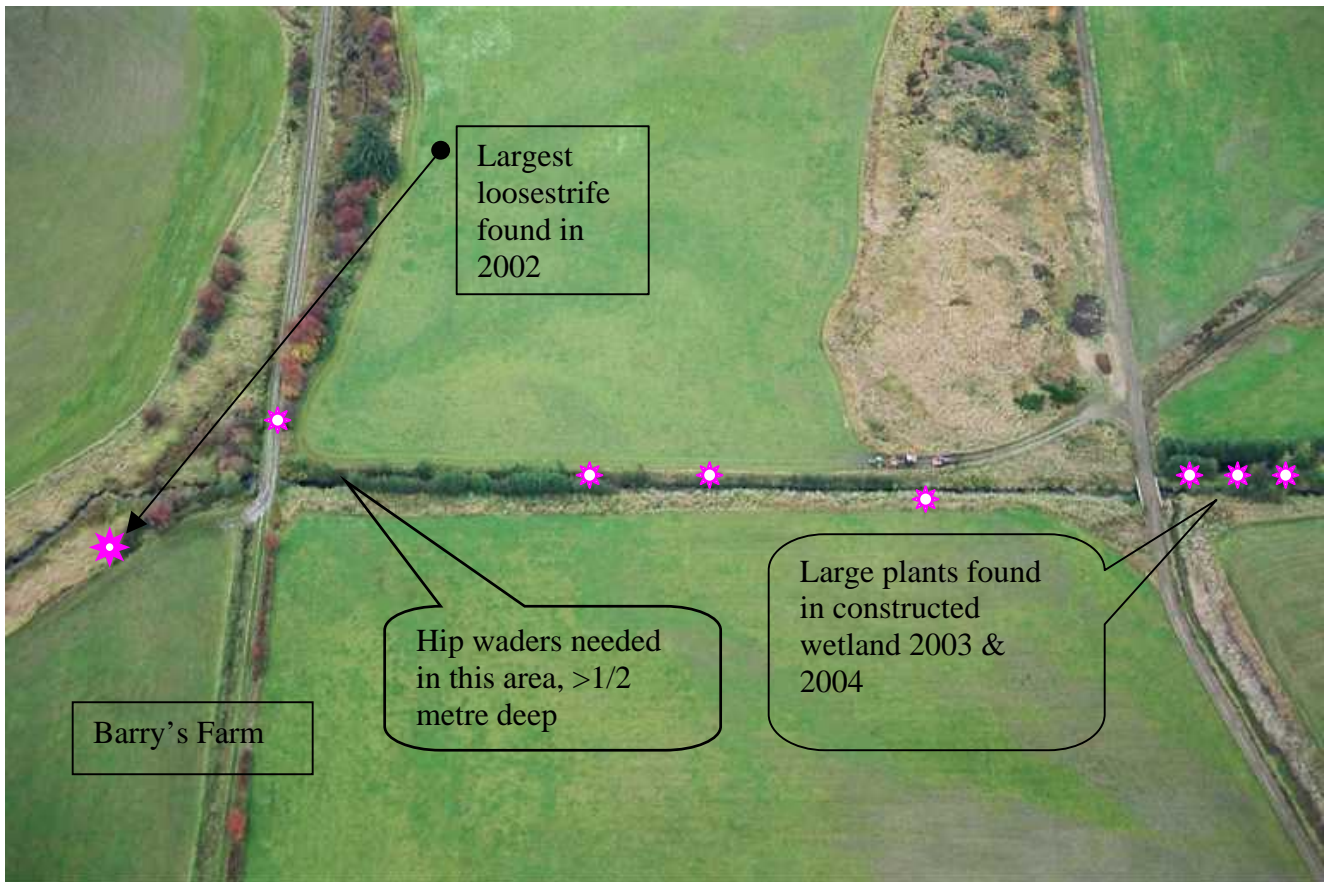 Largest
loosestrife
found in
2002
Hip waders needed
in this area, >1/2
metre deep
Large plants found
in constructed
wetland 2003 &
2004
Barry’s Farm